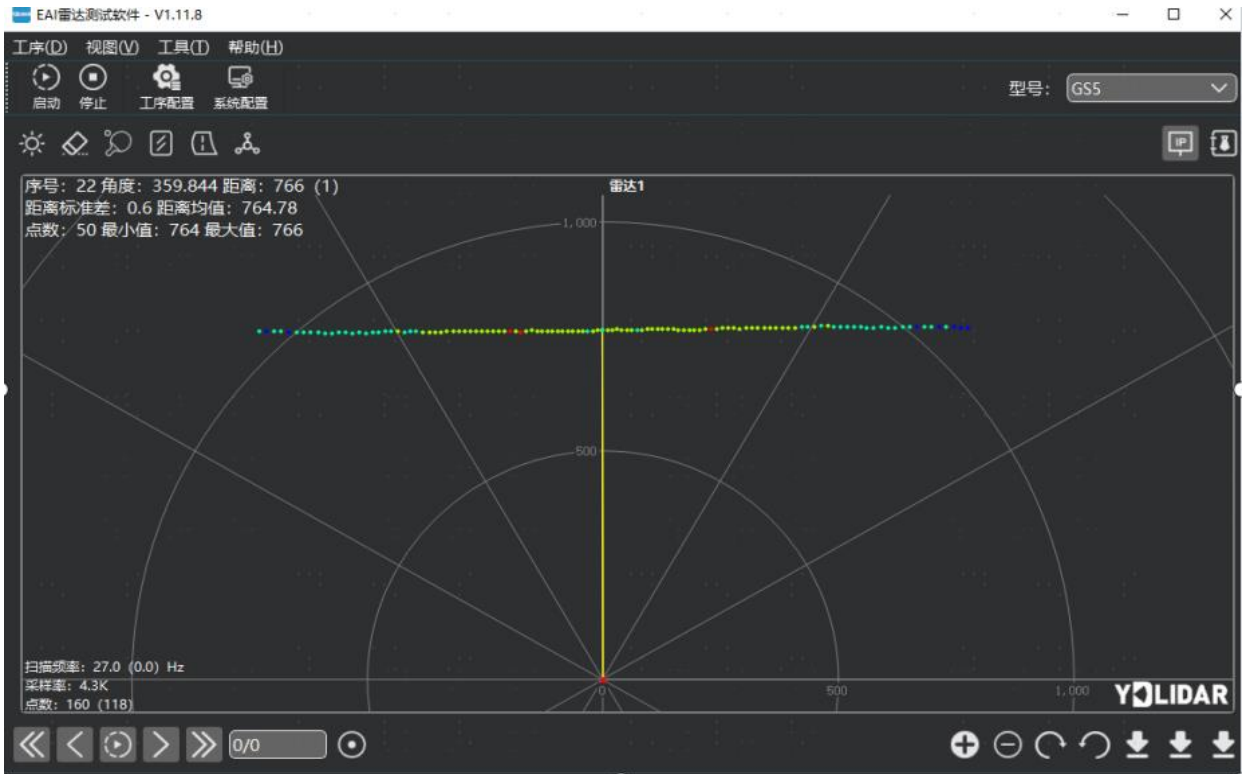 EAI雷达测试软件 - V1.11.8
工序(D) 视图(V) 工具(T) 帮助(H)
启动 停止 工序配置 系统配置
型号: GS5
IP
雷达1
序号: 22 角度: 359.844 距离: 766 (1)
距离标准差: 0.6 距离均值: 764.78
点数: 50 最小值: 764 最大值: 766
1,000
500
0 500 1,000
扫描频率: 27.0 (0.0) Hz
采样率: 4.3K
点数: 160 (118)
YDLIDAR
0/0